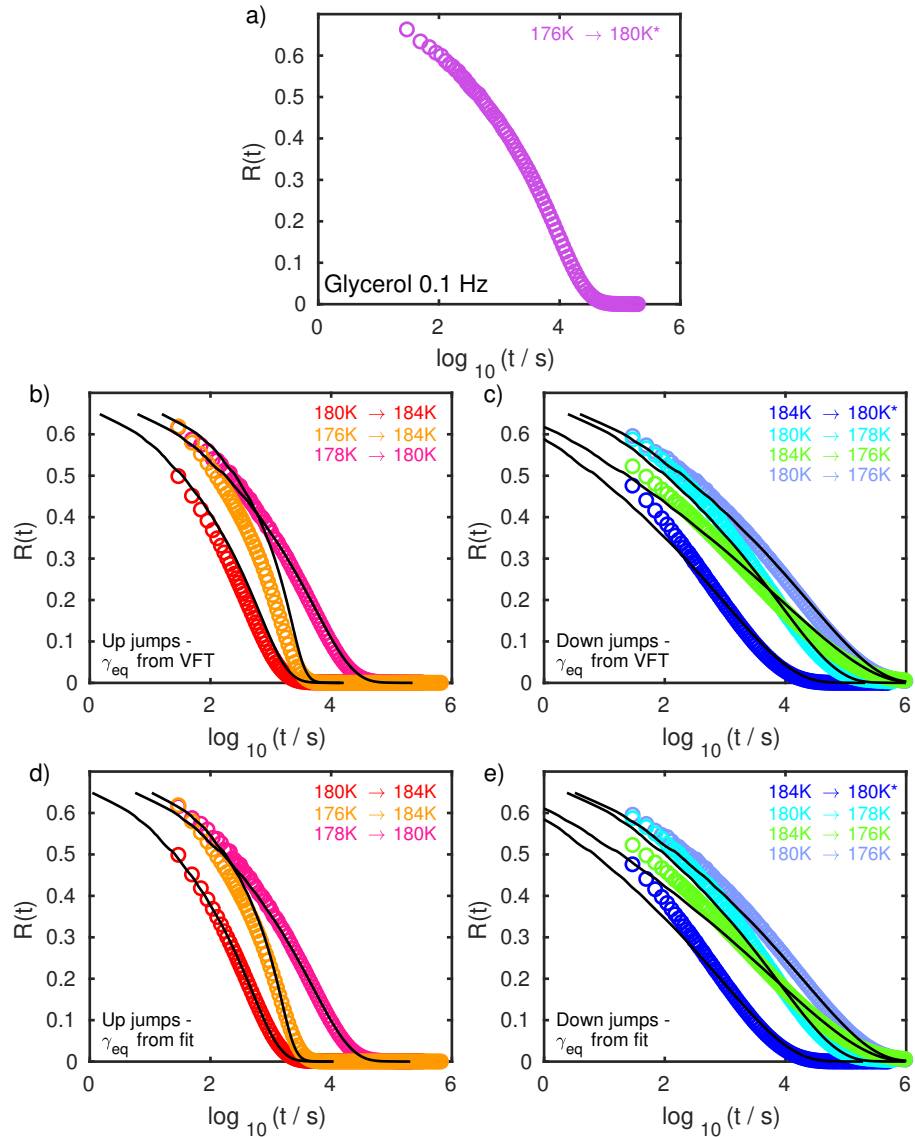 a)
176K → 180K*
R(t)
0.6
0.5
0.4
0.3
0.2
0.1
0
Glycerol 0.1 Hz
0 2 4 6
log 10 (t / s)
b)
180K → 184K
176K → 184K
178K → 180K
R(t)
0.6
0.5
0.4
0.3
0.2
0.1
0
Up jumps -
γeq from VFT
0 2 4 6
log 10 (t / s)
c)
184K → 180K*
180K → 178K
184K → 176K
180K → 176K
R(t)
0.6
0.5
0.4
0.3
0.2
0.1
0
Down jumps -
γeq from VFT
0 2 4 6
log 10 (t / s)
d)
180K → 184K
176K → 184K
178K → 180K
R(t)
0.6
0.5
0.4
0.3
0.2
0.1
0
Up jumps -
γeq from fit
0 2 4 6
log 10 (t / s)
e)
184K → 180K*
180K → 178K
184K → 176K
180K → 176K
R(t)
0.6
0.5
0.4
0.3
0.2
0.1
0
Down jumps -
γeq from fit
0 2 4 6
log 10 (t / s)